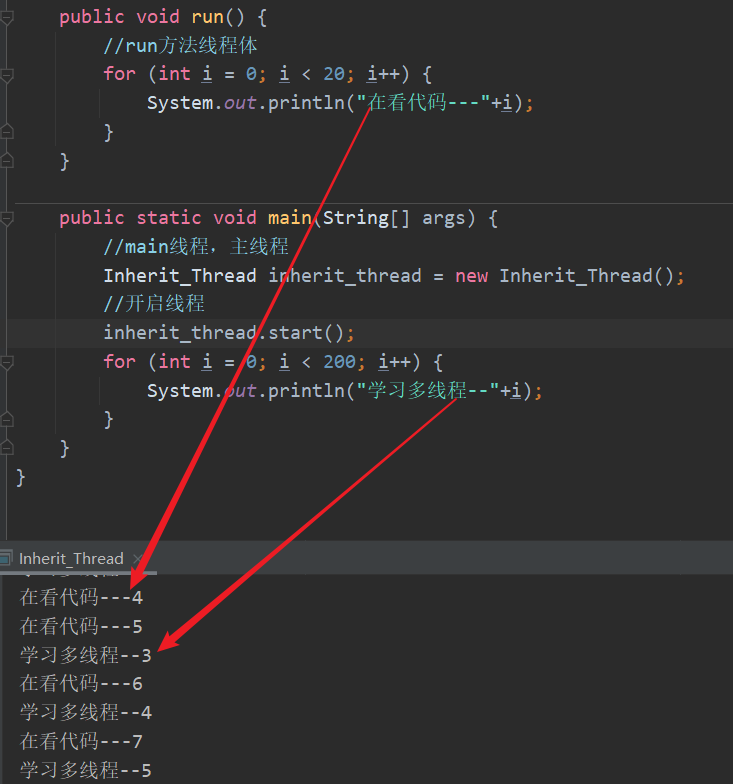 public void run() {
//run方法线程体
for (int i = 0; i < 20; i++) {
System.out.println("在看代码---"+i);
}
}
public static void main(String[] args) {
//main线程，主线程
Inherit_Thread inherit_thread = new Inherit_Thread();
//开启线程
inherit_thread.start();
for (int i = 0; i < 200; i++) {
System.out.println("学习多线程--"+i);
}
}
}
Inherit_Thread ×
在看代码---4
在看代码---5
学习多线程--3
在看代码---6
学习多线程--4
在看代码---7
学习多线程--5